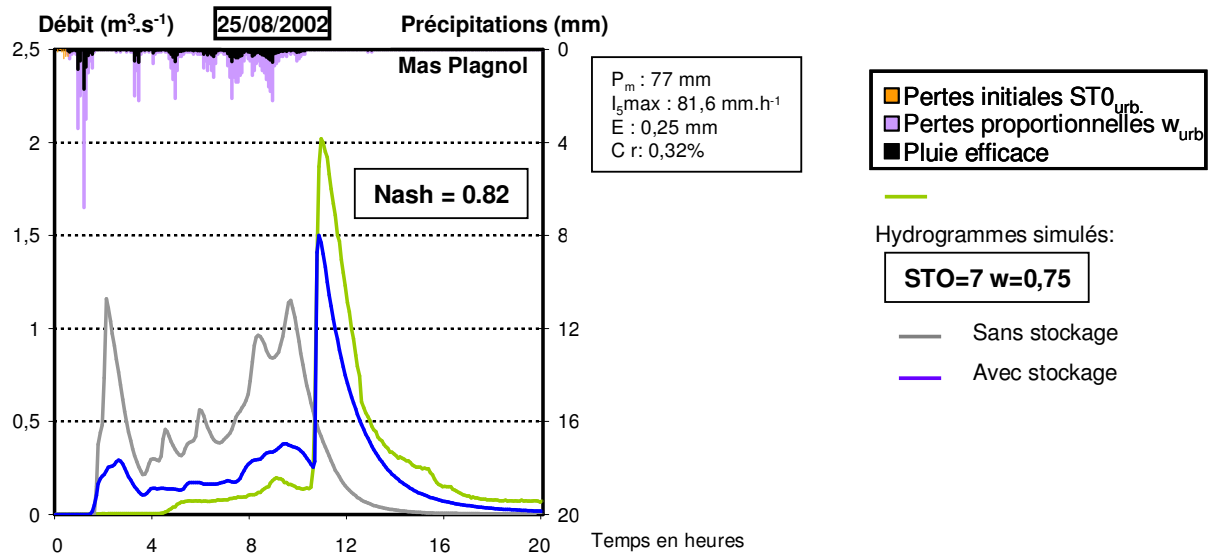 Débit (m³.s⁻¹) 25/08/2002 Précipitations (mm)
2,5 0
Mas Plagnol
2 4
Nash = 0.82
1,5 8
1 12
0,5 16
0 20
0 4 8 12 16 20 Temps en heures
Pₘ : 77 mm
I₅max : 81,6 mm.h⁻¹
E : 0,25 mm
C r: 0,32%
Pertes initiales ST0urb.
Pertes proportionnelles wurb
Pluie efficace
Hydrogrammes simulés:
STO=7 w=0,75
Sans stockage
Avec stockage